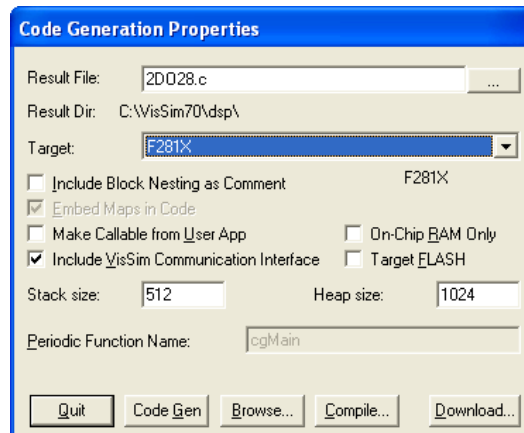 Code Generation Properties
Result File: 2DO28.c ...
Result Dir: C:\VisSim70\dsp\
Target: F281X
Include Block Nesting as Comment F281X
Embed Maps in Code
Make Callable from User App On-Chip RAM Only
Include VisSim Communication Interface Target FLASH
Stack size: 512 Heap size: 1024
Periodic Function Name: cgMain
Quit Code Gen Browse... Compile... Download...